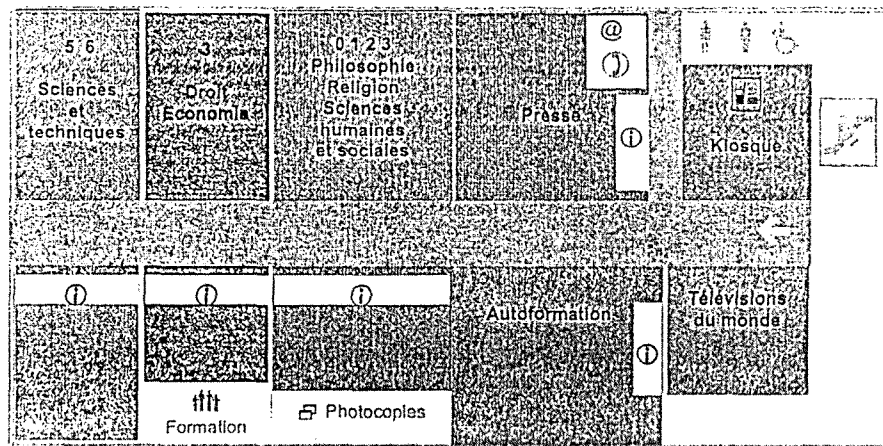 5 6
Sciences
et
techniques
3
Droit
Economie
0 1 2 3
Philosophie
Religion
Sciences
humaines
et sociales
Presse
@
Kiosque
Autoformation
Télévisions
du monde
Formation
Photocopies